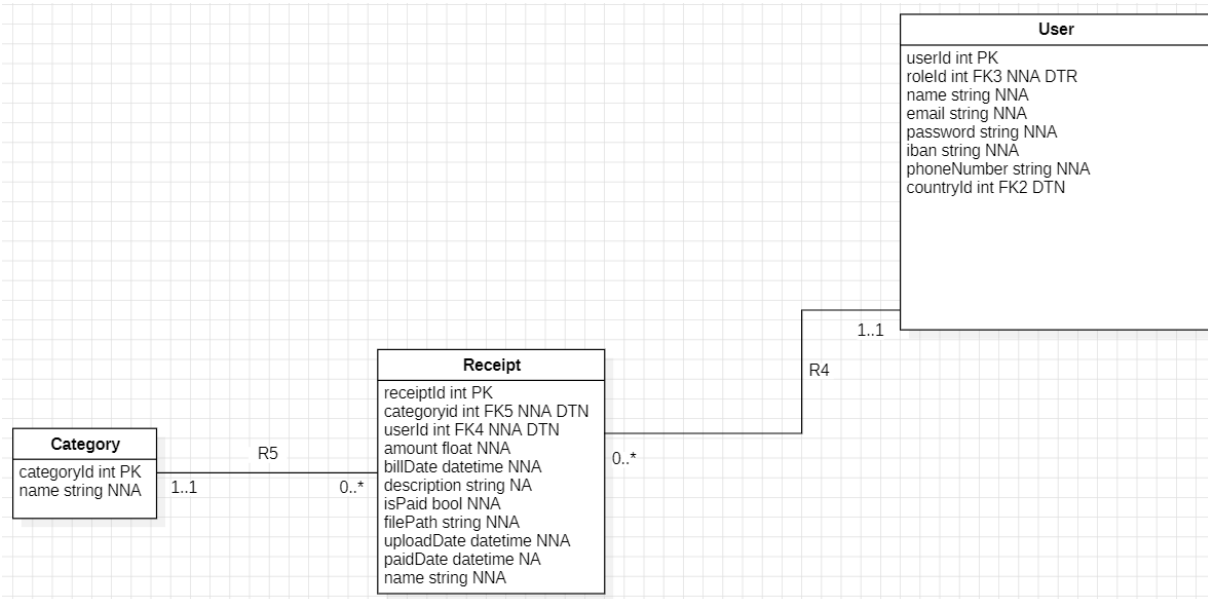 User
userId int PK
roleId int FK3 NNA DTR
name string NNA
email string NNA
password string NNA
iban string NNA
phoneNumber string NNA
countryId int FK2 DTN
1..1
R4
Receipt
receiptId int PK
categoryid int FK5 NNA DTN
userId int FK4 NNA DTN
amount float NNA
billDate datetime NNA
description string NA
isPaid bool NNA
filePath string NNA
uploadDate datetime NNA
paidDate datetime NA
name string NNA
0..*
Category
categoryId int PK
name string NNA
R5
1..1
0..*